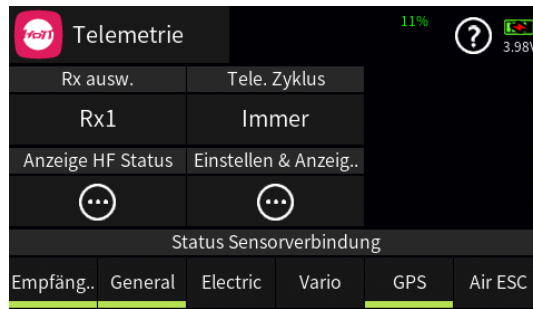 HoTT
Telemetrie
11%
?
3.98V
Rx ausw.
Tele. Zyklus
Rx1
Immer
Anzeige HF Status
Einstellen & Anzeig..
Status Sensorverbindung
Empfäng..
General
Electric
Vario
GPS
Air ESC